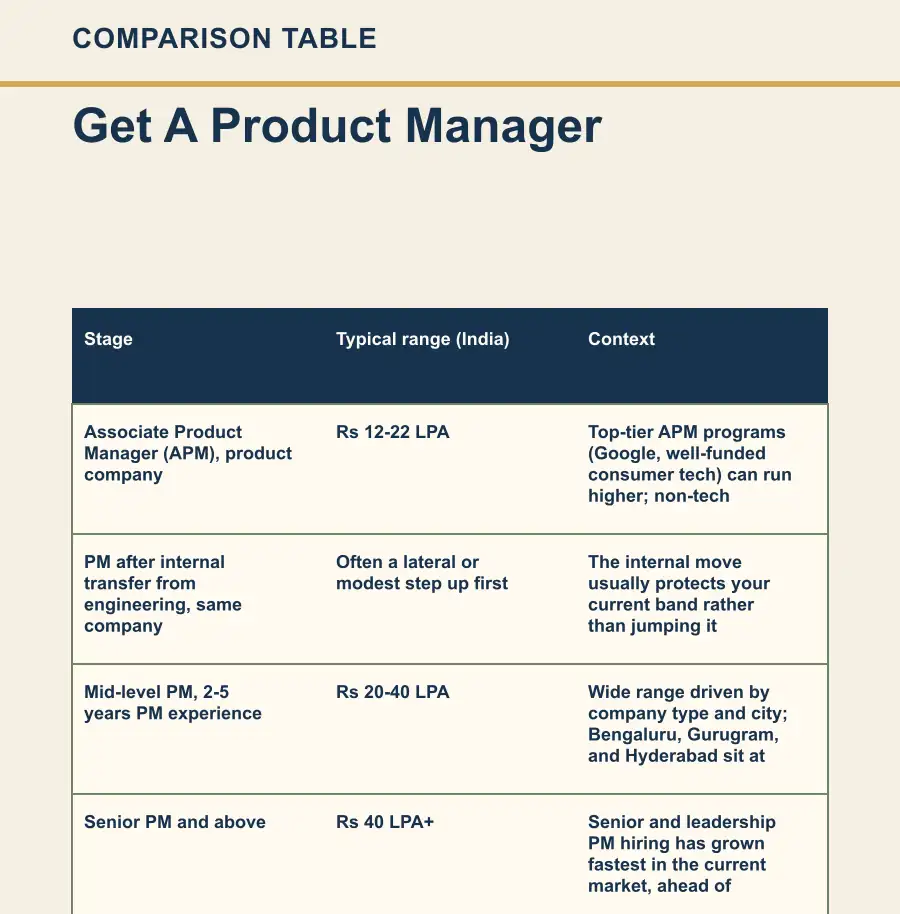 COMPARISON TABLE
Get A Product Manager
Stage
Typical range (India)
Context
Associate Product
Manager (APM), product
company
Rs 12-22 LPA
Top-tier APM programs
(Google, well-funded
consumer tech) can run
higher; non-tech
PM after internal
transfer from
engineering, same
company
Often a lateral or
modest step up first
The internal move
usually protects your
current band rather
than jumping it
Mid-level PM, 2-5
years PM experience
Rs 20-40 LPA
Wide range driven by
company type and city;
Bengaluru, Gurugram,
and Hyderabad sit at
Senior PM and above
Rs 40 LPA+
Senior and leadership
PM hiring has grown
fastest in the current
market, ahead of